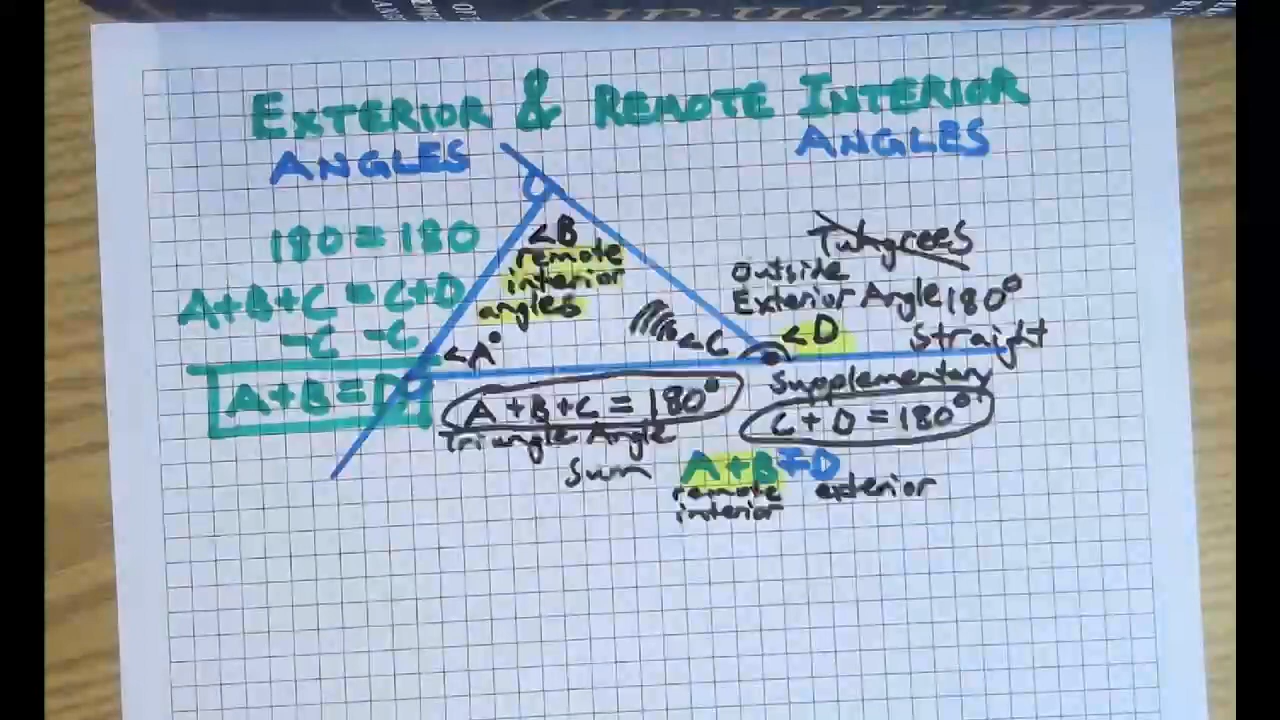 EXTERIOR & REMOTE INTERIOR
ANGLES ANGLES
180 = 180
A+B+C = C+D
-C -C
A+B = D
<B
remote
interior
angles
<A°
<C
Outside
Exterior Angle 180°
<D Straight
Supplementary
C + D = 180°
A + B + C = 180°
Triangle Angle
Sum
A+B = D
remote exterior
interior